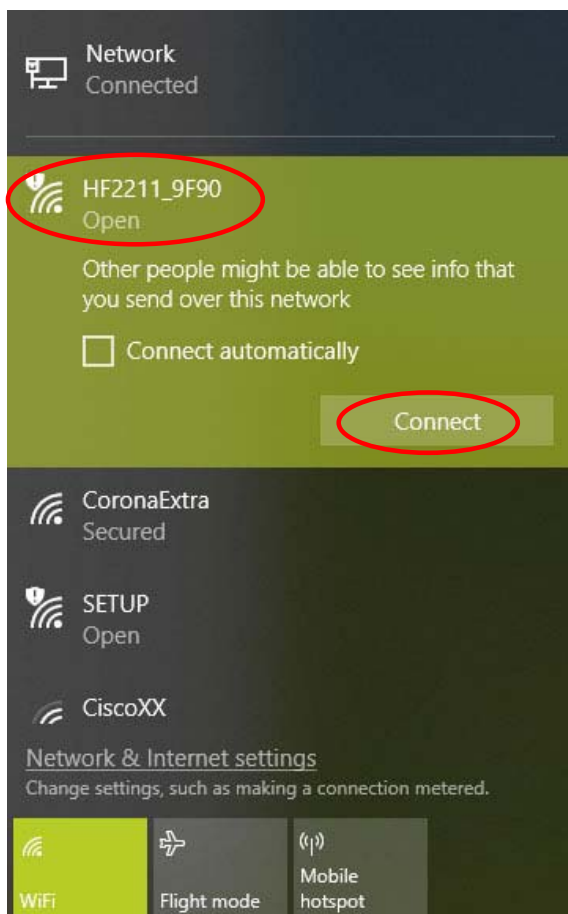 Network
Connected
HF2211_9F90
Open
Other people might be able to see info that
you send over this network
Connect automatically
Connect
CoronaExtra
Secured
SETUP
Open
CiscoXX
Network & Internet settings
Change settings, such as making a connection metered.
WiFi
Flight mode
Mobile
hotspot